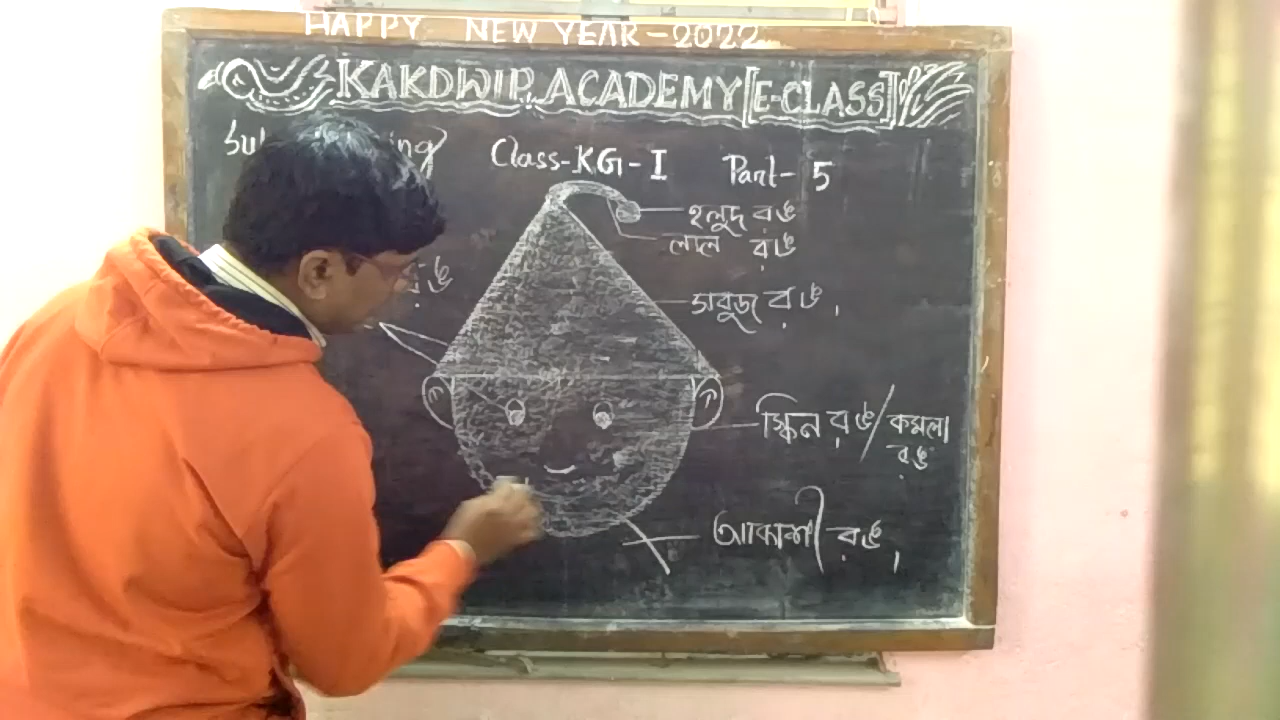 HAPPY NEW YEAR-2022
KAKDWIP ACADEMY [E-CLASS]
Class-KG-I Part-5
হলুদ রঙ
লাল রঙ
সবুজ রঙ,
স্কিন রঙ/কমলা
রঙ
আকাশী রঙ,